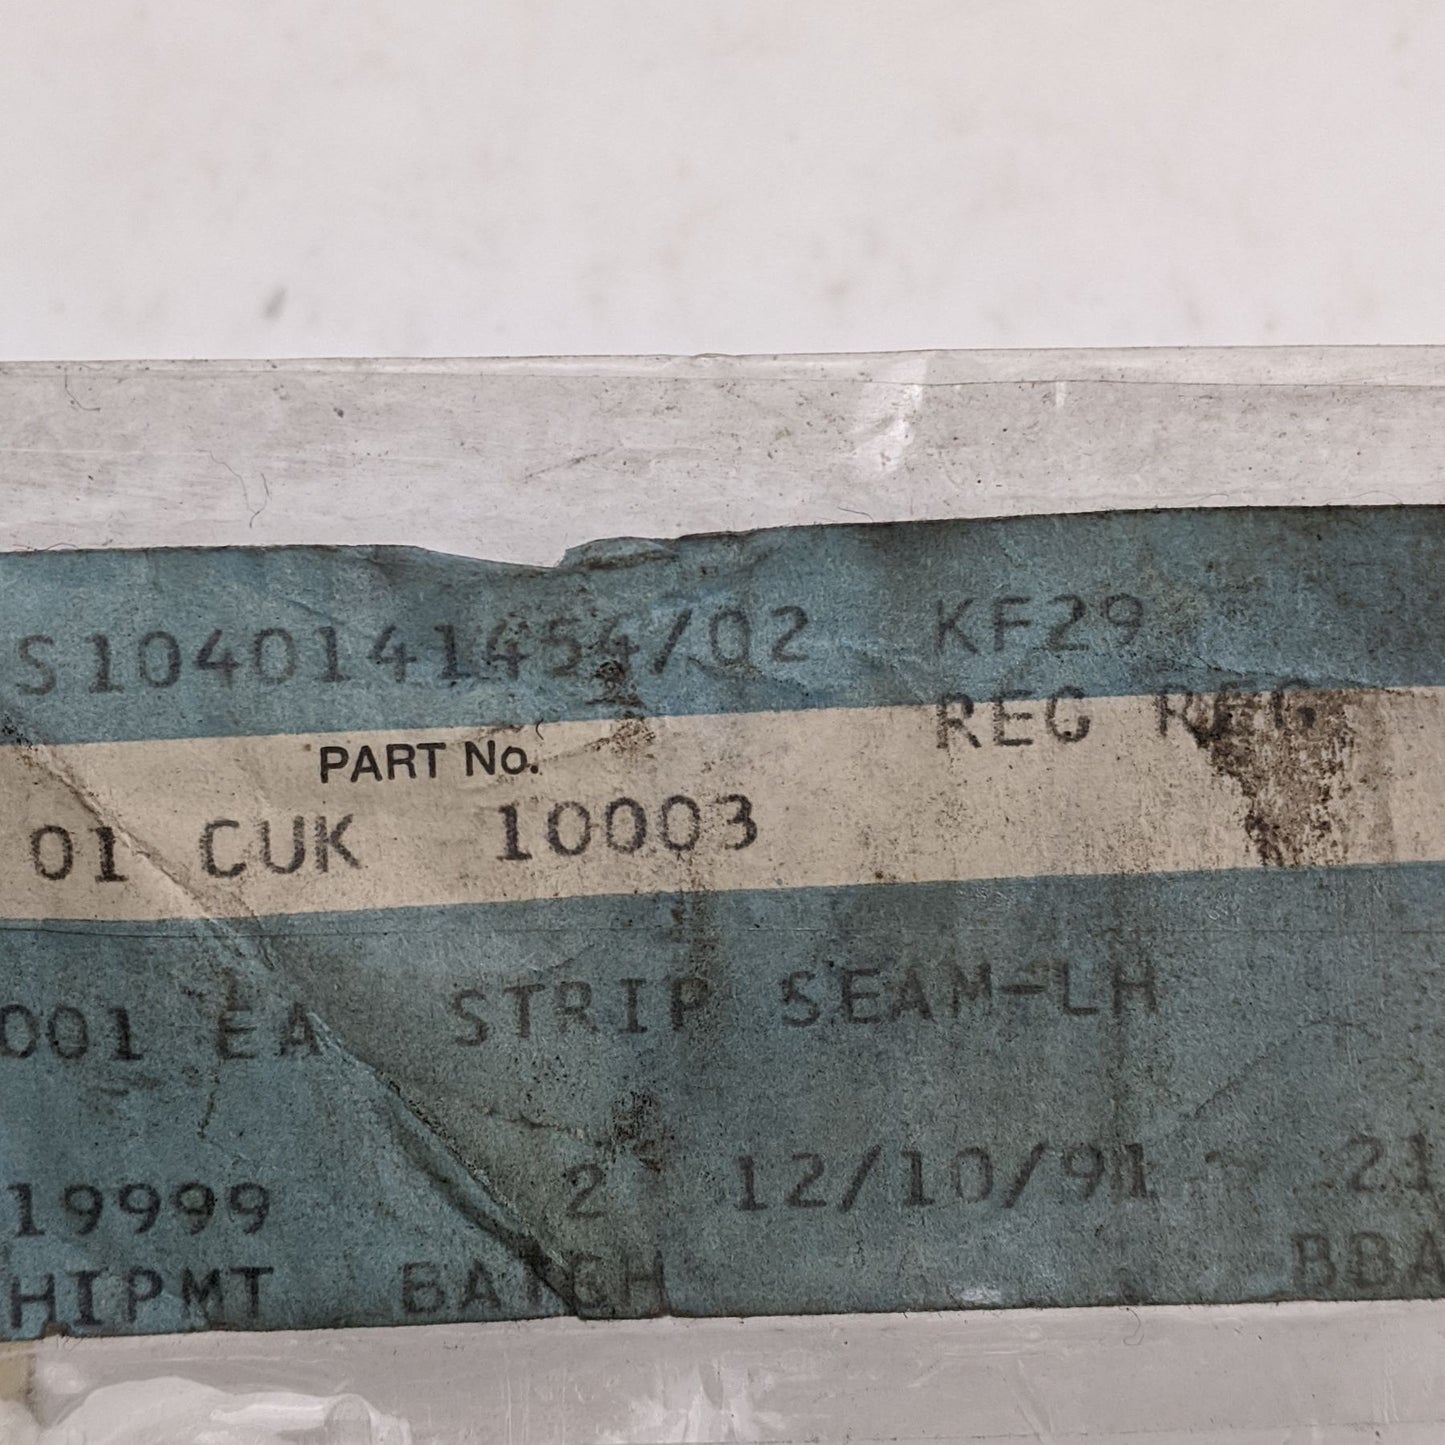 S1040141454/02 KF29
REG REG
PART No.
01 CUK 10003
001 EA STRIP SEAM-LH
19999 2 12/10/91 21
HIPMT BATCH BBA